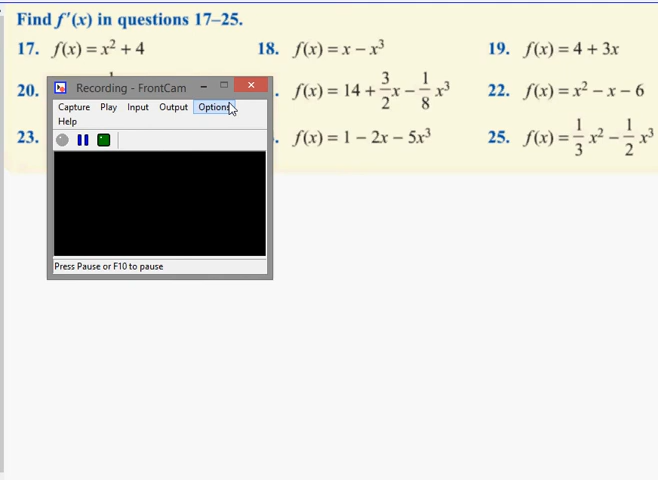 Find f′(x) in questions 17–25.
17. f(x) = x² + 4 18. f(x) = x − x³ 19. f(x) = 4 + 3x
20. . f(x) = 14 + 3/2 x − 1/8 x³ 22. f(x) = x² − x − 6
23. . f(x) = 1 − 2x − 5x³ 25. f(x) = 1/3 x² − 1/2 x³
Recording - FrontCam
Capture Play Input Output Options
Help
Press Pause or F10 to pause